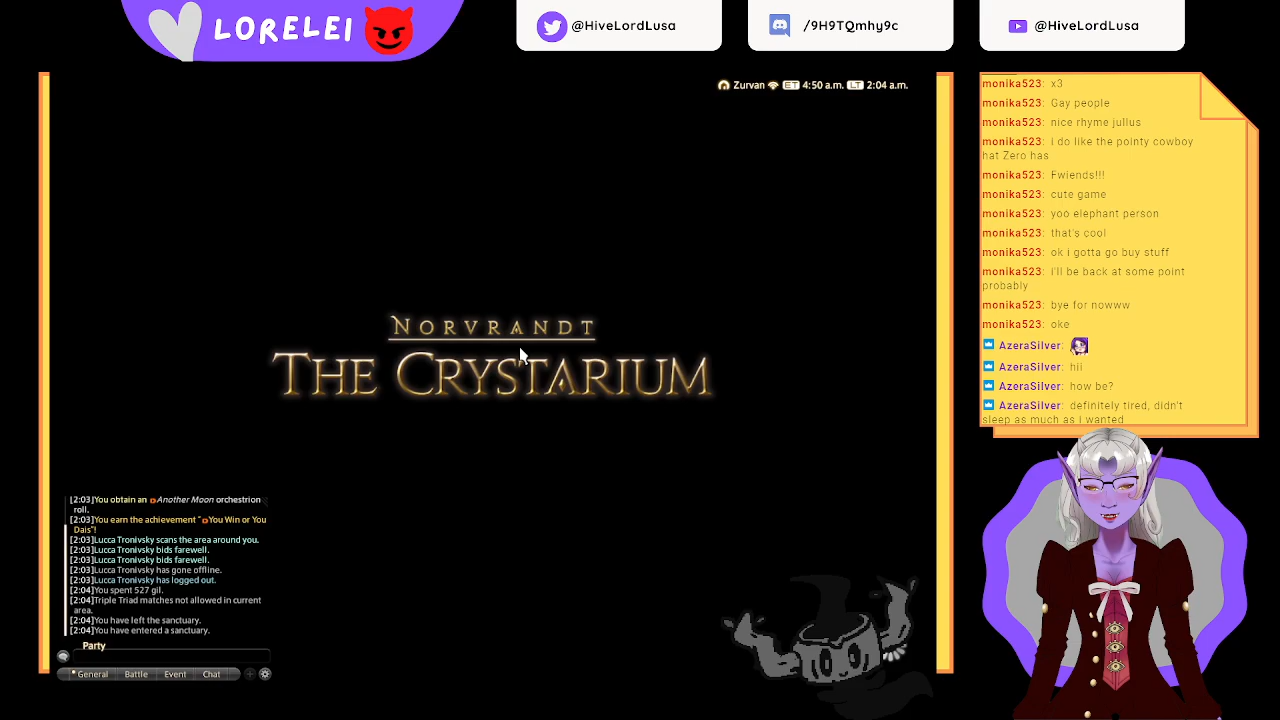 LORELEI
@HiveLordLusa
/9H9TQmhy9c
@HiveLordLusa
Zurvan ET 4:50 a.m. LT 2:04 a.m.
NORVRANDT
THE CRYSTARIUM
[2:03]You obtain an Another Moon orchestrion
roll.
[2:03]You earn the achievement "You Win or You
Dais"!
[2:03]Lucca Tronivsky scans the area around you.
[2:03]Lucca Tronivsky bids farewell.
[2:03]Lucca Tronivsky bids farewell.
[2:03]Lucca Tronivsky has gone offline.
[2:03]Lucca Tronivsky has logged out.
[2:04]You spent 527 gil.
[2:04]Triple Triad matches not allowed in current
area.
[2:04]You have left the sanctuary.
[2:04]You have entered a sanctuary.
Party
General Battle Event Chat
monika523: x3
monika523: Gay people
monika523: nice rhyme jullus
monika523: i do like the pointy cowboy
hat Zero has
monika523: Fwiends!!!
monika523: cute game
monika523: yoo elephant person
monika523: that's cool
monika523: ok i gotta go buy stuff
monika523: i'll be back at some point
probably
monika523: bye for nowww
monika523: oke
AzeraSilver:
AzeraSilver: hii
AzeraSilver: how be?
AzeraSilver: definitely tired, didn't
sleep as much as i wanted